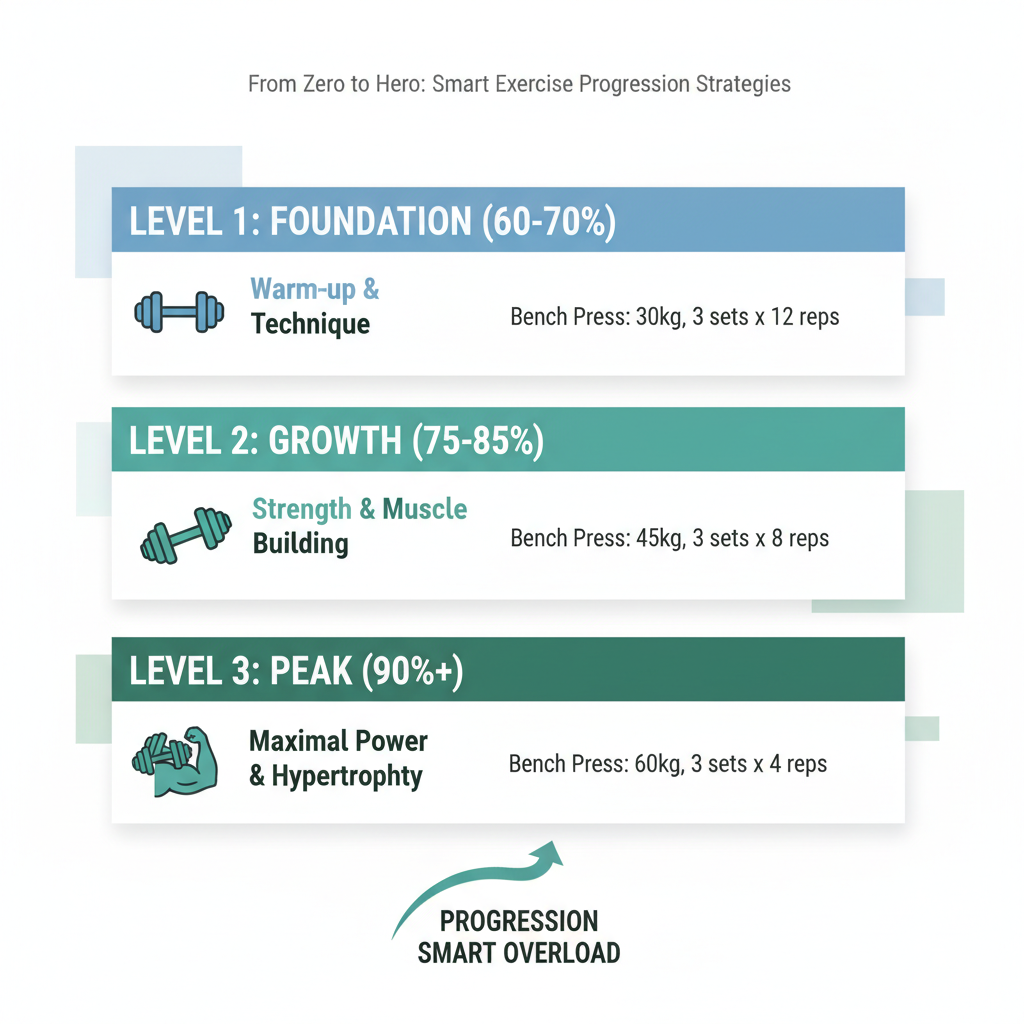 From Zero to Hero: Smart Exercise Progression Strategies
LEVEL 1: FOUNDATION (60-70%)
Warm-up &
Technique
Bench Press: 30kg, 3 sets x 12 reps
LEVEL 2: GROWTH (75-85%)
Strength & Muscle
Building
Bench Press: 45kg, 3 sets x 8 reps
LEVEL 3: PEAK (90%+)
Maximal Power
& Hypertrophty
Bench Press: 60kg, 3 sets x 4 reps
PROGRESSION
SMART OVERLOAD